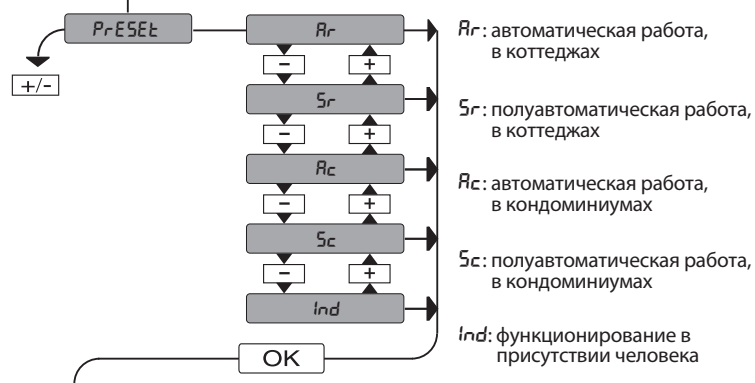 PrESEt
+/-
Ar
- +
Sr
- +
Ac
- +
Sc
- +
Ind
OK
Ar: автоматическая работа,
в коттеджах
Sr: полуавтоматическая работа,
в коттеджах
Ac: автоматическая работа,
в кондоминиумах
Sc: полуавтоматическая работа,
в кондоминиумах
Ind: функционирование в
присутствии человека